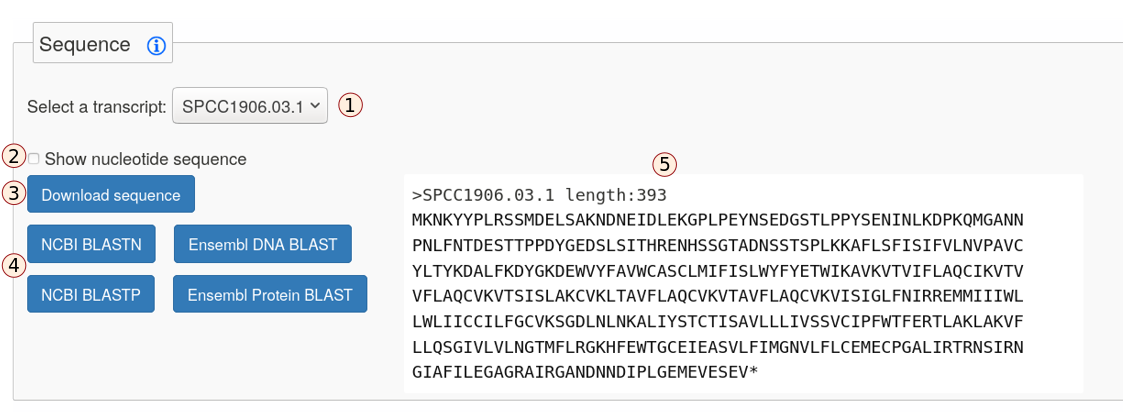 Sequence
Select a transcript: SPCC1906.03.1 1
2 Show nucleotide sequence
3 Download sequence
5
>SPCC1906.03.1 length:393
MKNKYYPLRSSMDELSAKNDNEIDLEKGPLPEYNSEDGSTLPPYSENINLKDPKQMGANN
NCBI BLASTN Ensembl DNA BLAST
PNLFNTDESTTPPDYGEDSLSITHRENHSSGTADNSSTSPLKKAFLSFISIFVLNVPAVC
4
YLTYKDALFKDYGKDEWVYFAVWCASCLMIFISLWYFYETWIKAVKVTVIFLAQCIKVTV
NCBI BLASTP Ensembl Protein BLAST
VFLAQCVKVTSISLAKCVKLTAVFLAQCVKVTAVFLAQCVKVISIGLFNIRREMMIIIWL
LWLIICCILFGCVKSGDLNLNKALIYSTCTISAVLLLIVSSVCIPFWTFERTLAKLAKVF
LLQSGIVLVLNGTMFLRGKHFEWTGCEIEASVLFIMGNVLFLCEMECPGALIRTRNSIRN
GIAFILEGAGRAIRGANDNNDIPLGEMEVESEV*